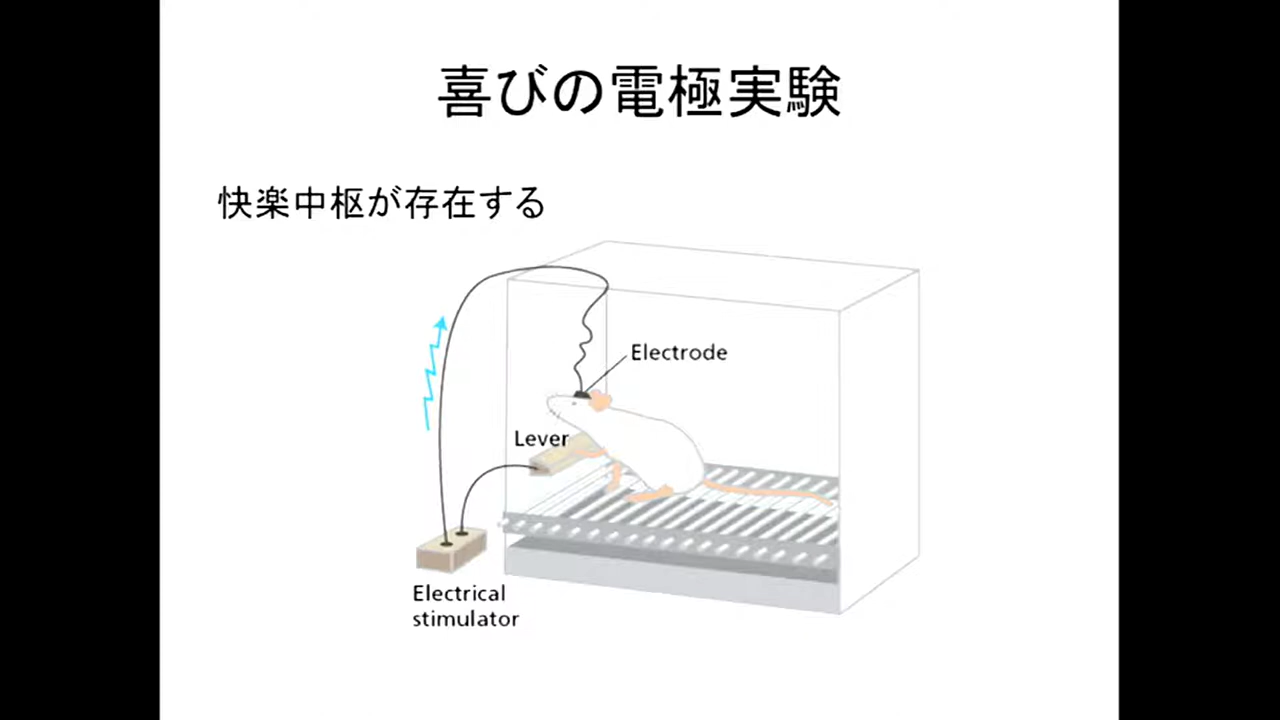 喜びの電極実験
快楽中枢が存在する
Electrode
Lever
Electrical
stimulator